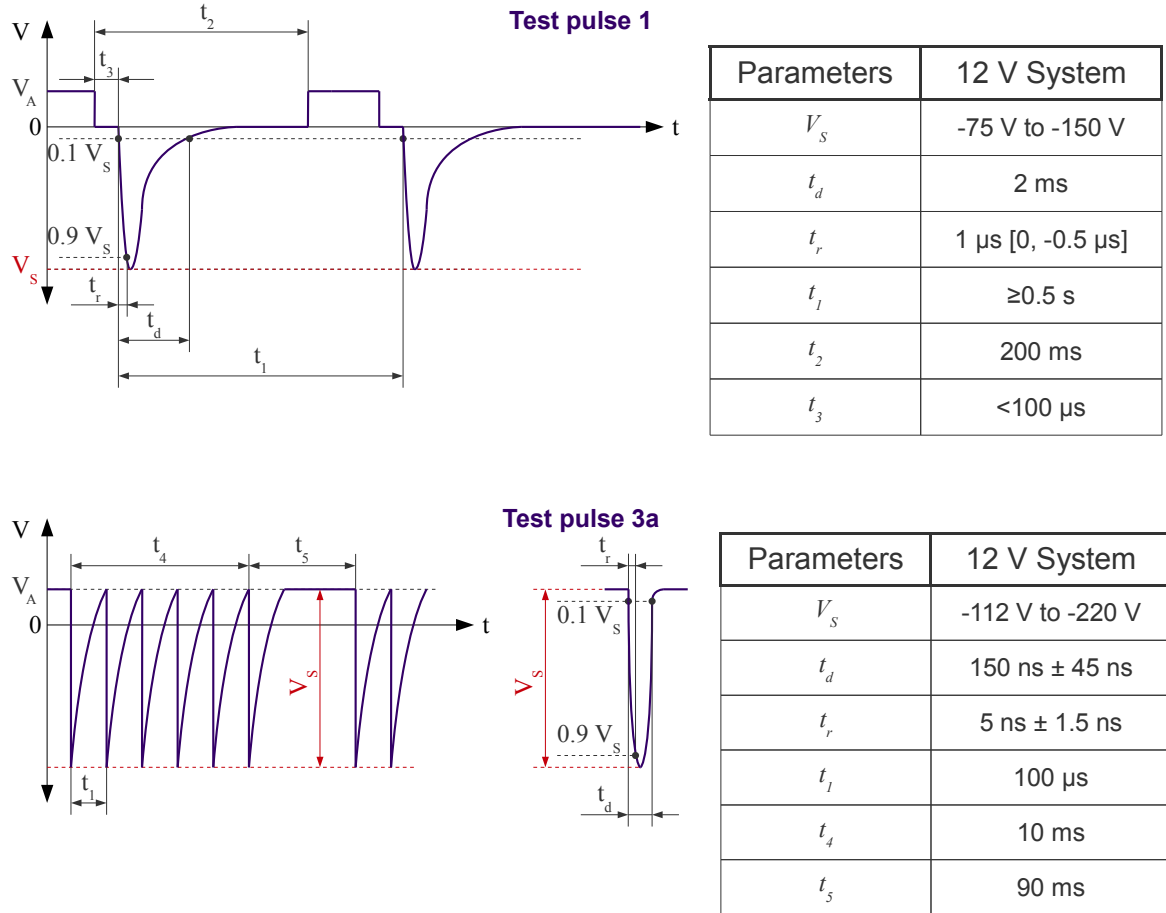 Test pulse 1
V
t2
t3
VA
0
t
0.1 VS
0.9 VS
VS
tr
td
t1
Parameters 12 V System
VS -75 V to -150 V
td 2 ms
tr 1 µs [0, -0.5 µs]
t1 ≥0.5 s
t2 200 ms
t3 <100 µs
Test pulse 3a
V
t4
t5
VA
0
t
VS
t1
tr
0.1 VS
VS
0.9 VS
td
Parameters 12 V System
VS -112 V to -220 V
td 150 ns ± 45 ns
tr 5 ns ± 1.5 ns
t1 100 µs
t4 10 ms
t5 90 ms